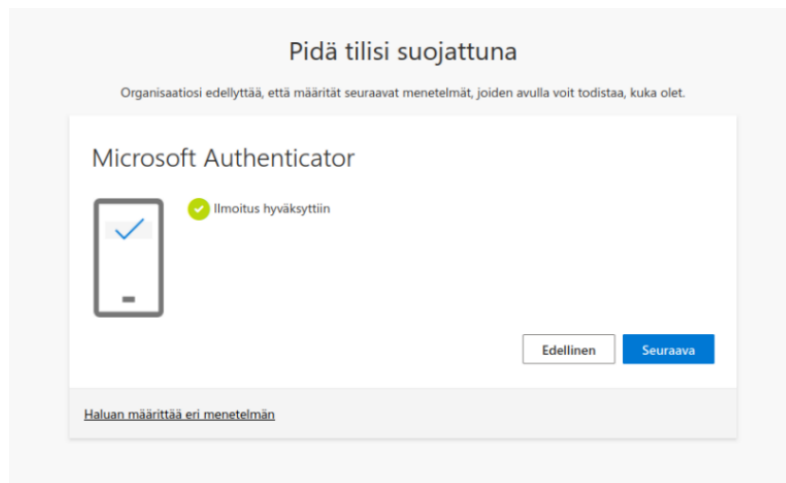 Pidä tilisi suojattuna
Organisaatiosi edellyttää, että määrität seuraavat menetelmät, joiden avulla voit todistaa, kuka olet.
Microsoft Authenticator
Ilmoitus hyväksyttiin
Edellinen
Seuraava
Haluan määrittää eri menetelmän